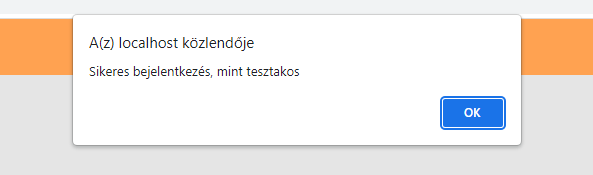 A(z) localhost közlendője
Sikeres bejelentkezés, mint tesztakos
OK